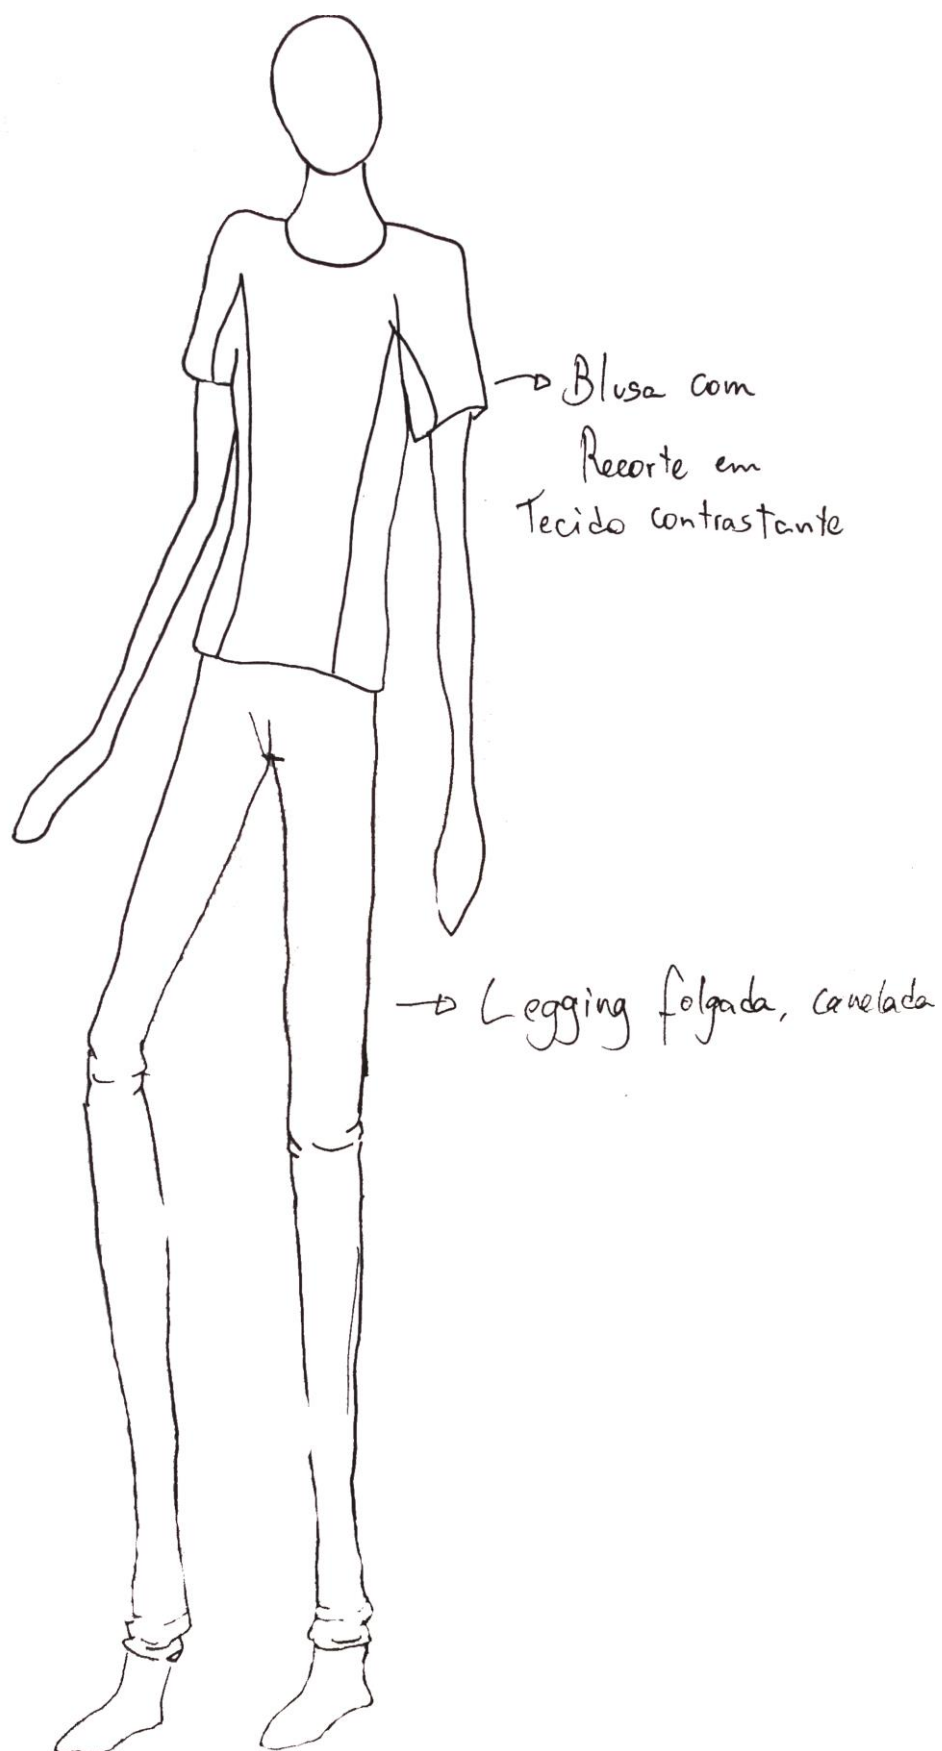 Blusa com
Recorte em
Tecido contrastante
Legging folgada, canelada